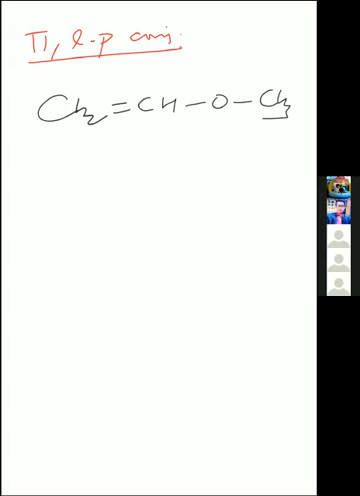 π, l-p conj.
CH₂=CH-O-CH₃